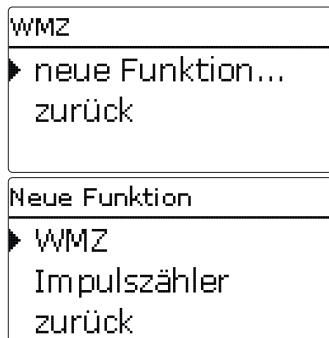 WMZ
neue Funktion...
zurück
Neue Funktion
WMZ
Impulszähler
zurück